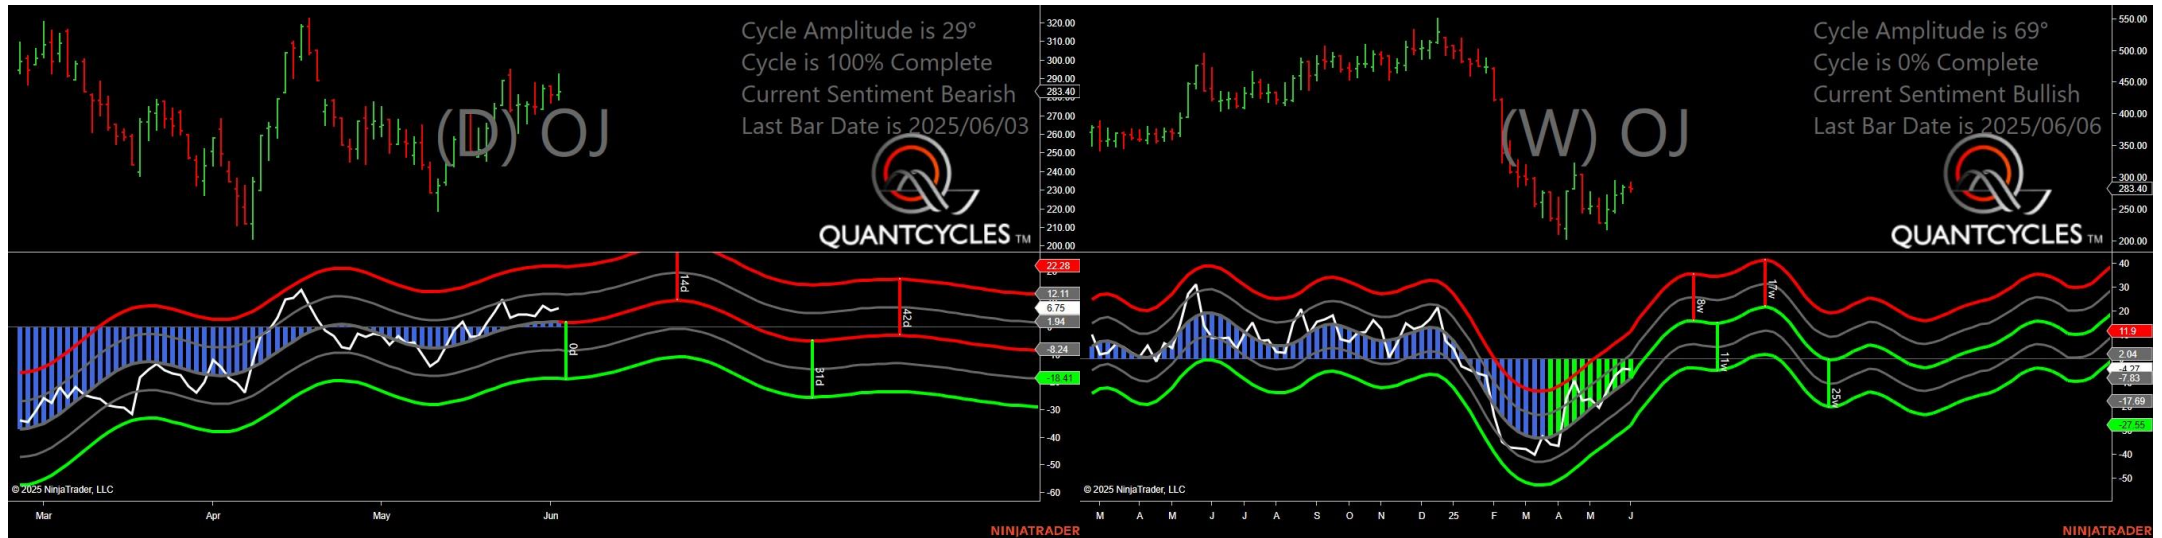 Cycle Amplitude is 29°
Cycle is 100% Complete
Current Sentiment Bearish
Last Bar Date is 2025/06/03
(D) OJ
QUANTCYCLES TM
320.00
310.00
300.00
290.00
283.40
270.00
260.00
250.00
240.00
230.00
220.00
210.00
200.00
22.28
12.11
6.75
1.94
-8.24
-18.41
-30
-40
-50
-60
14d
42d
0d
31d
© 2025 NinjaTrader, LLC
Mar
Apr
May
Jun
NINJATRADER
Cycle Amplitude is 69°
Cycle is 0% Complete
Current Sentiment Bullish
Last Bar Date is 2025/06/06
(W) OJ
QUANTCYCLES TM
550.00
500.00
450.00
400.00
350.00
300.00
283.40
250.00
200.00
40
30
20
11.9
2.04
-4.27
-7.83
-17.69
-27.55
-40
-50
8w
17w
11w
25w
© 2025 NinjaTrader, LLC
M A M J J A S O N D 25 F M A M J
NINJATRADER